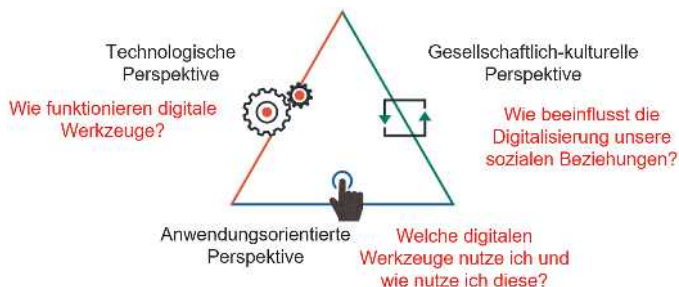 Technologische
Perspektive
Wie funktionieren digitale
Werkzeuge?
Gesellschaftlich-kulturelle
Perspektive
Wie beeinflusst die
Digitalisierung unsere
sozialen Beziehungen?
Anwendungsorientierte
Perspektive
Welche digitalen
Werkzeuge nutze ich und
wie nutze ich diese?